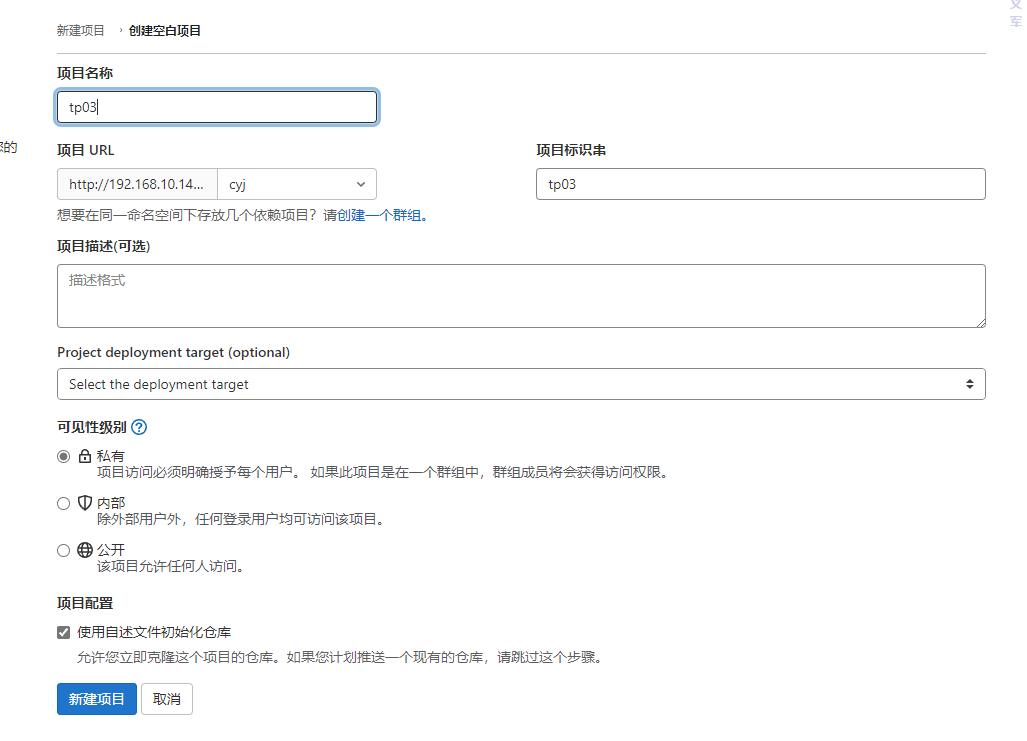 新建项目 › 创建空白项目
项目名称
tp03
您的
项目 URL
项目标识串
http://192.168.10.14... cyj
tp03
想要在同一命名空间下存放几个依赖项目？请创建一个群组。
项目描述(可选)
描述格式
Project deployment target (optional)
Select the deployment target
可见性级别
私有
项目访问必须明确授予每个用户。 如果此项目是在一个群组中，群组成员将会获得访问权限。
内部
除外部用户外，任何登录用户均可访问该项目。
公开
该项目允许任何人访问。
项目配置
使用自述文件初始化仓库
允许您立即克隆这个项目的仓库。如果您计划推送一个现有的仓库，请跳过这个步骤。
新建项目 取消